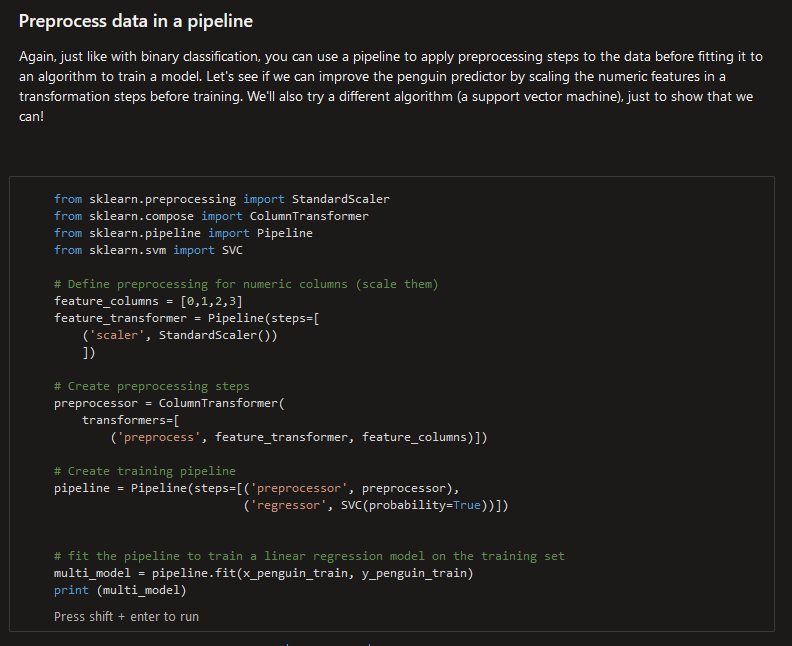 Preprocess data in a pipeline
Again, just like with binary classification, you can use a pipeline to apply preprocessing steps to the data before fitting it to
an algorithm to train a model. Let's see if we can improve the penguin predictor by scaling the numeric features in a
transformation steps before training. We'll also try a different algorithm (a support vector machine), just to show that we
can!
from sklearn.preprocessing import StandardScaler
from sklearn.compose import ColumnTransformer
from sklearn.pipeline import Pipeline
from sklearn.svm import SVC
# Define preprocessing for numeric columns (scale them)
feature_columns = [0,1,2,3]
feature_transformer = Pipeline(steps=[
    ('scaler', StandardScaler())
    ])
# Create preprocessing steps
preprocessor = ColumnTransformer(
    transformers=[
        ('preprocess', feature_transformer, feature_columns)])
# Create training pipeline
pipeline = Pipeline(steps=[('preprocessor', preprocessor),
                           ('regressor', SVC(probability=True))])
# fit the pipeline to train a linear regression model on the training set
multi_model = pipeline.fit(x_penguin_train, y_penguin_train)
print (multi_model)
Press shift + enter to run